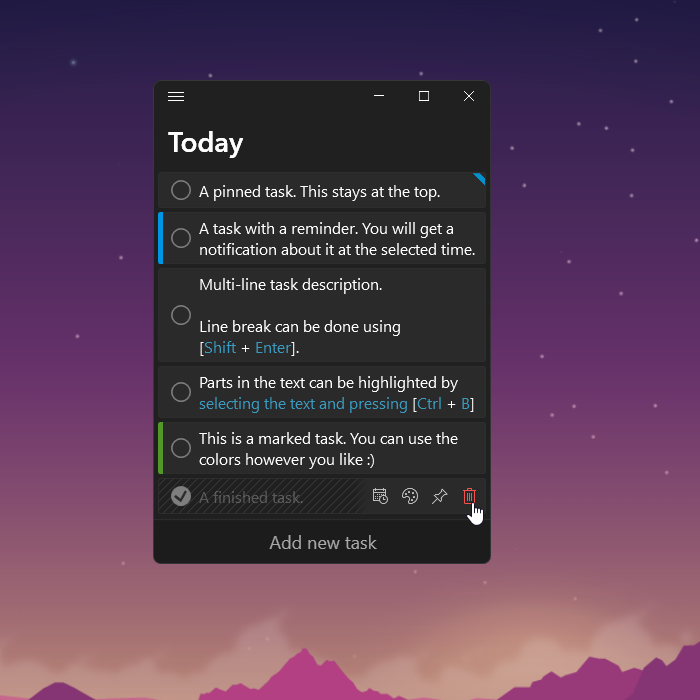 Today
A pinned task. This stays at the top.
A task with a reminder. You will get a
notification about it at the selected time.
Multi-line task description.
Line break can be done using
[Shift + Enter].
Parts in the text can be highlighted by
selecting the text and pressing [Ctrl + B]
This is a marked task. You can use the
colors however you like :)
A finished task.
Add new task